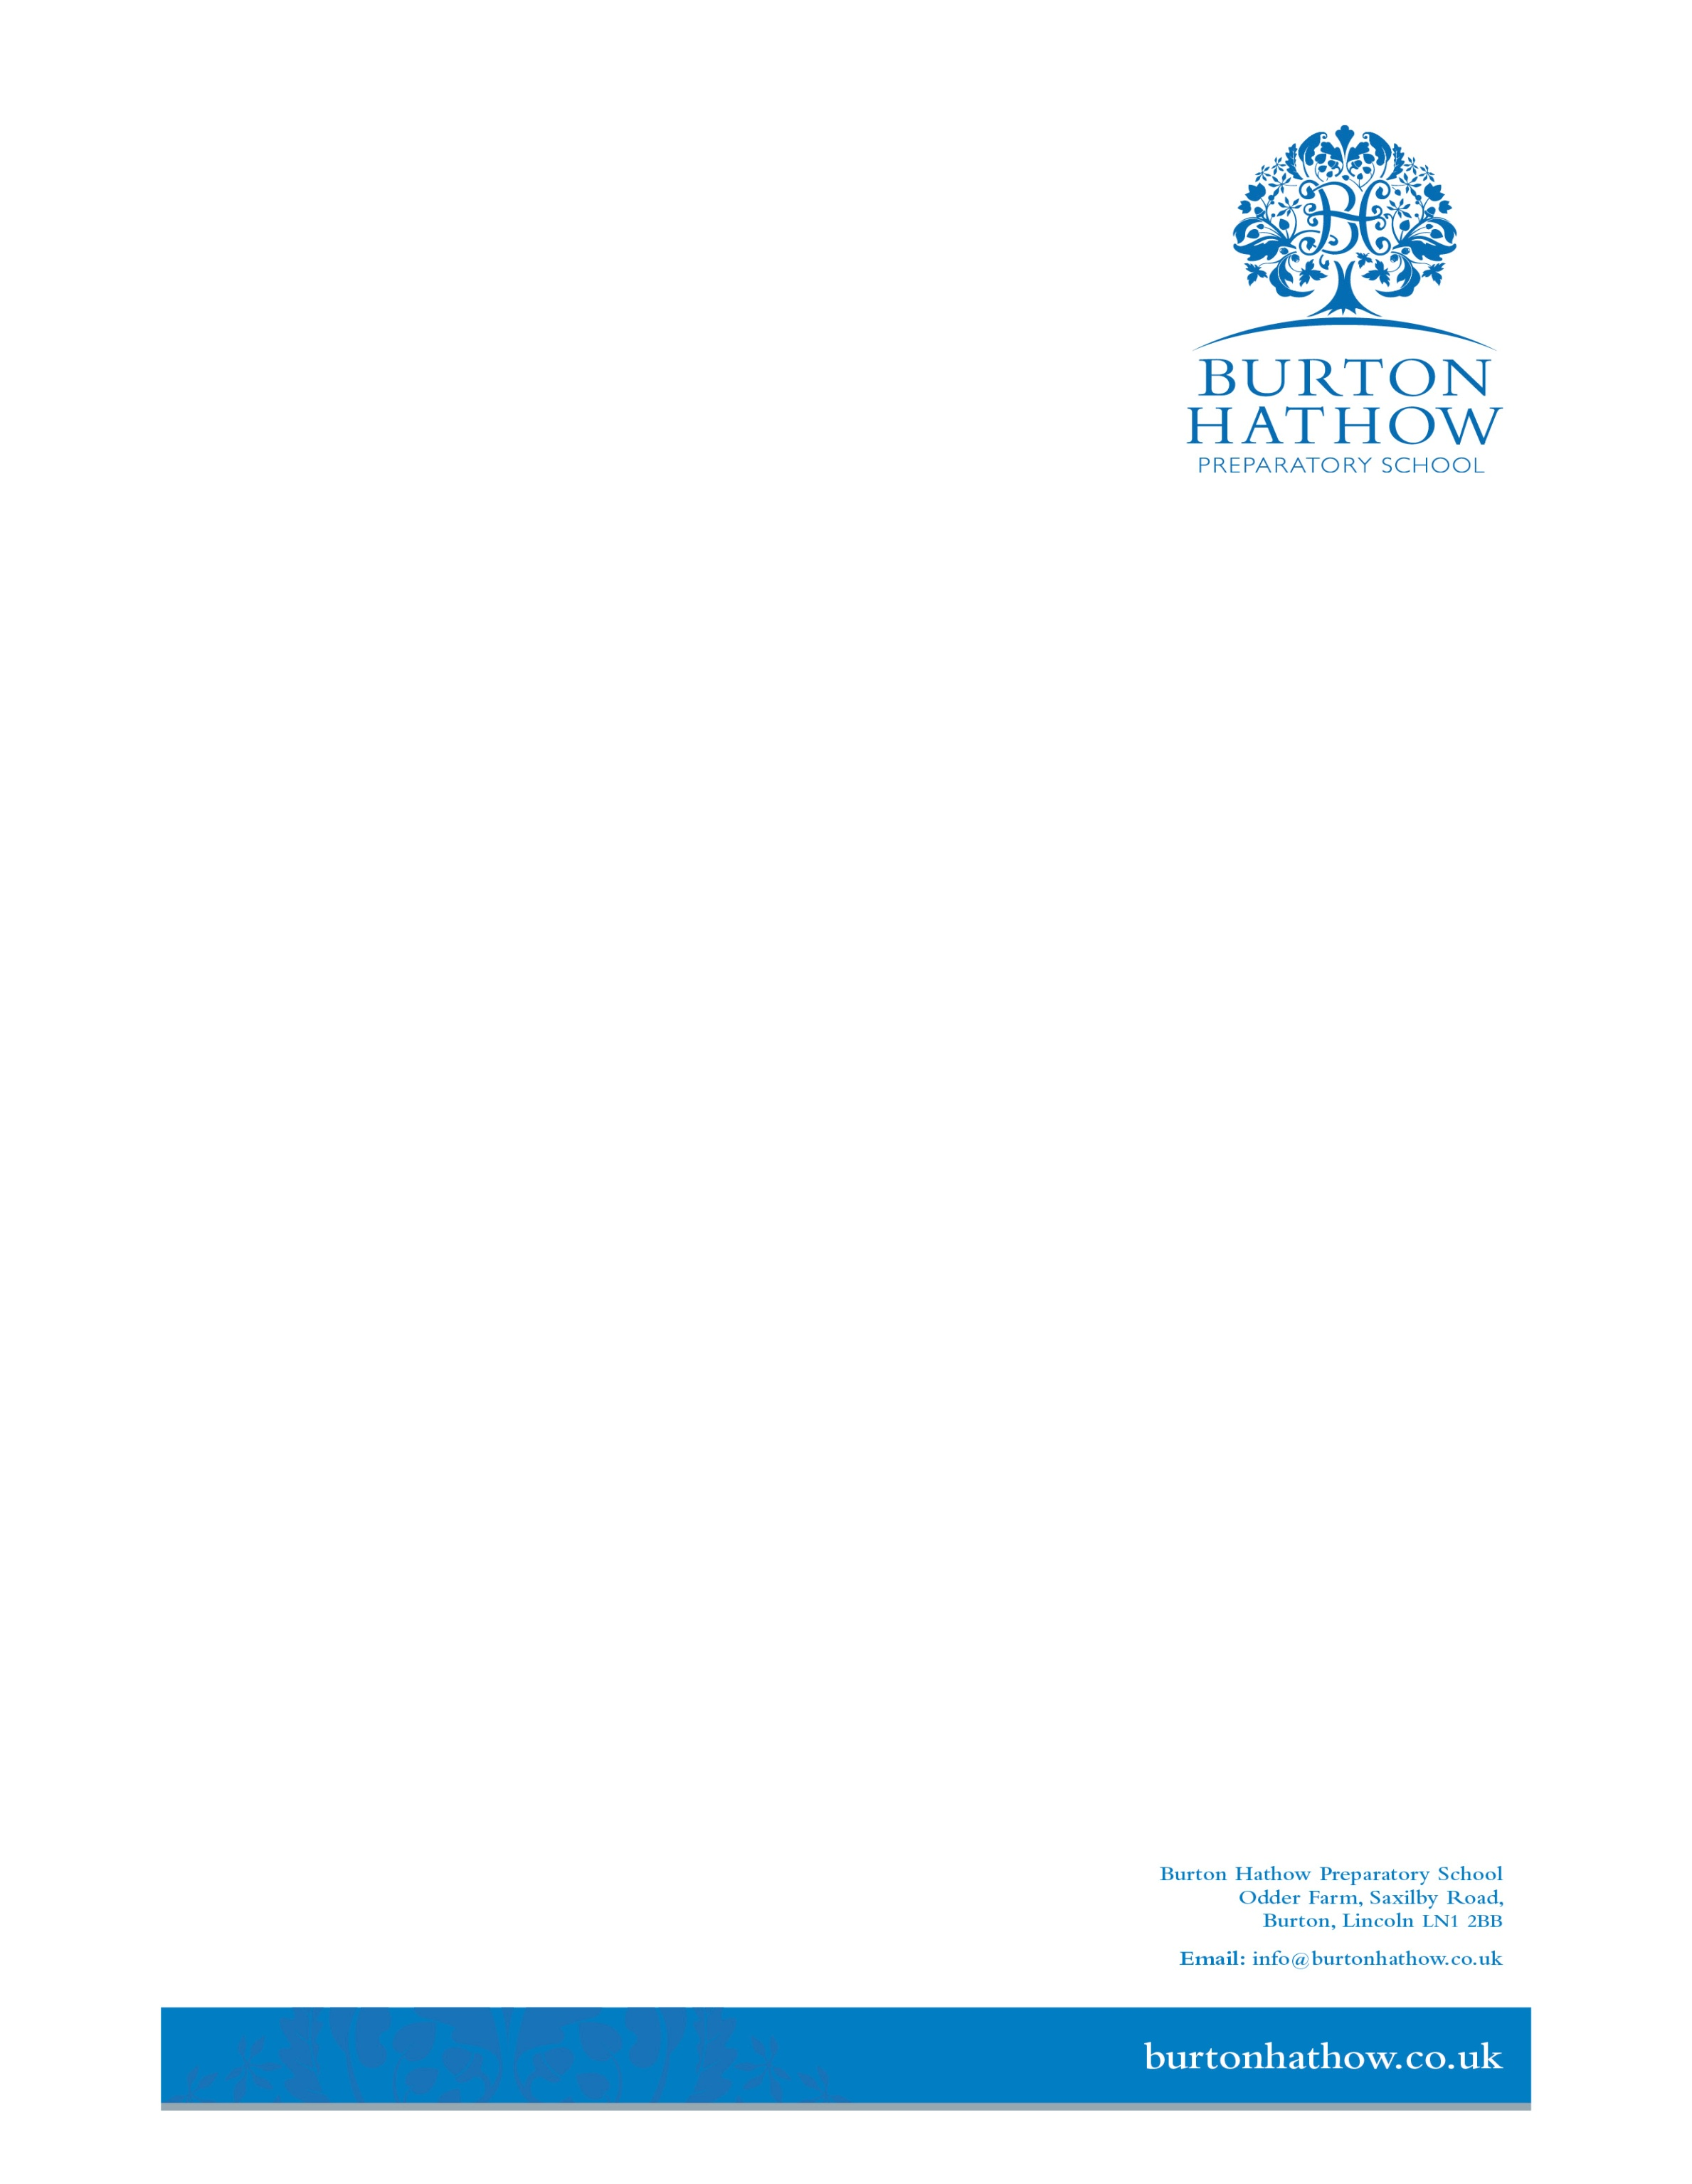 BH
BURTON
HATHOW
PREPARATORY SCHOOL
Burton Hathow Preparatory School
Odder Farm, Saxilby Road,
Burton, Lincoln LN1 2BB
Email: info@burtonhathow.co.uk
burtonhathow.co.uk